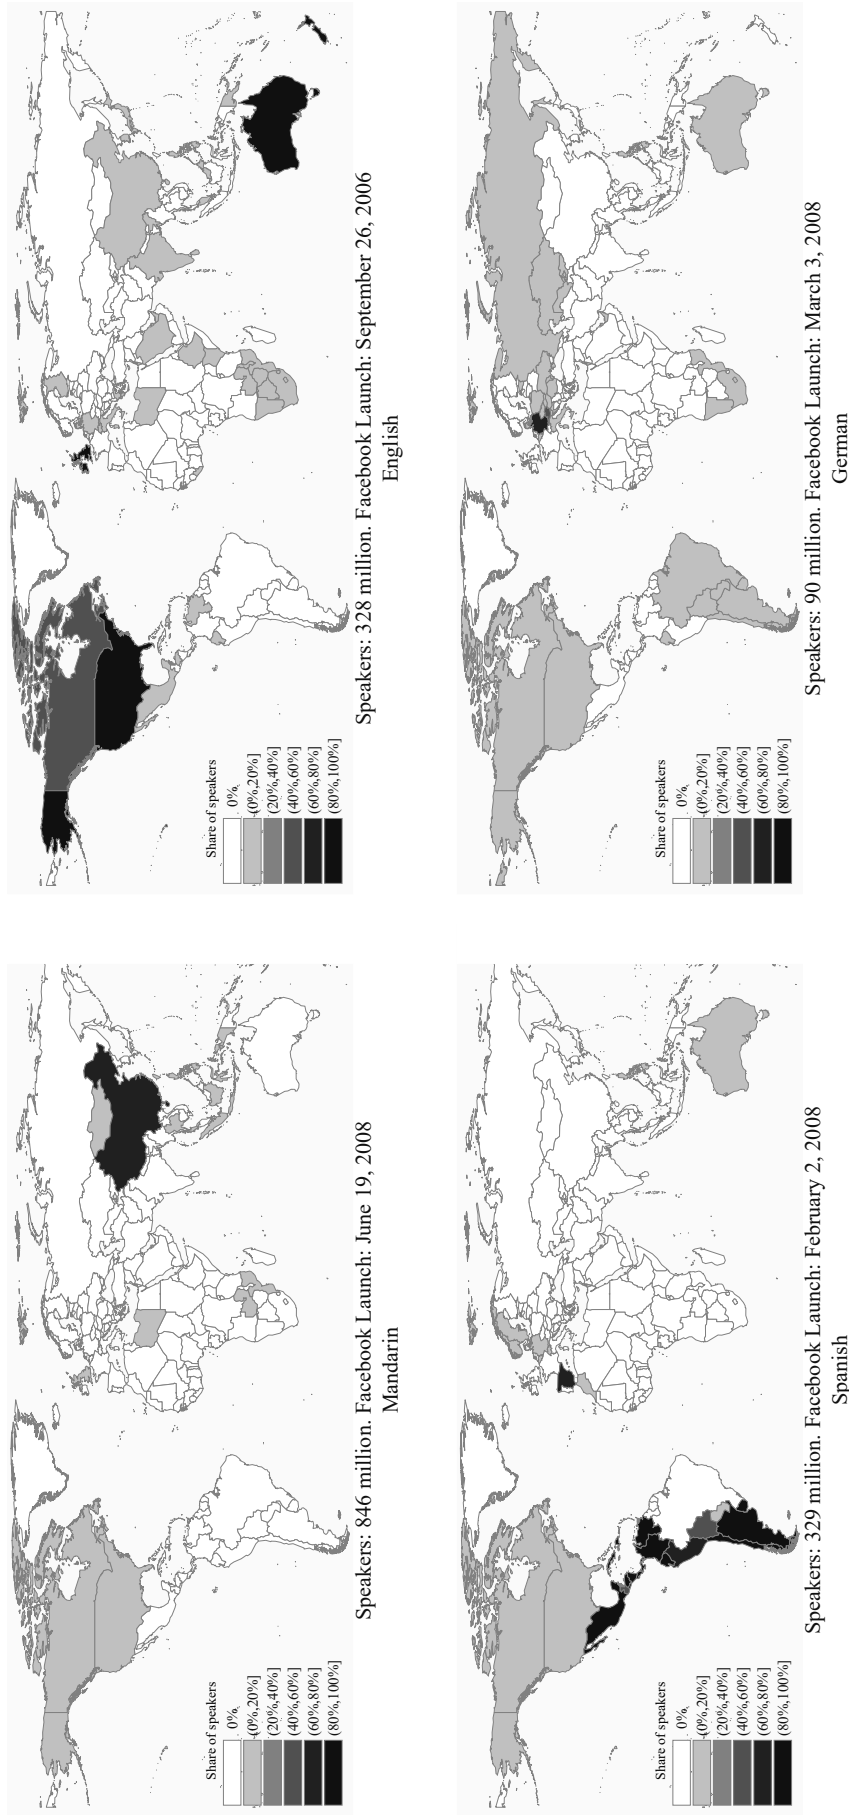 Share of speakers
0%
(0%,20%]
(20%,40%]
(40%,60%]
(60%,80%]
(80%,100%]
Speakers: 328 million. Facebook Launch: September 26, 2006
English
Share of speakers
0%
(0%,20%]
(20%,40%]
(40%,60%]
(60%,80%]
(80%,100%]
Speakers: 90 million. Facebook Launch: March 3, 2008
German
Share of speakers
0%
(0%,20%]
(20%,40%]
(40%,60%]
(60%,80%]
(80%,100%]
Speakers: 846 million. Facebook Launch: June 19, 2008
Mandarin
Share of speakers
0%
(0%,20%]
(20%,40%]
(40%,60%]
(60%,80%]
(80%,100%]
Speakers: 329 million. Facebook Launch: February 2, 2008
Spanish